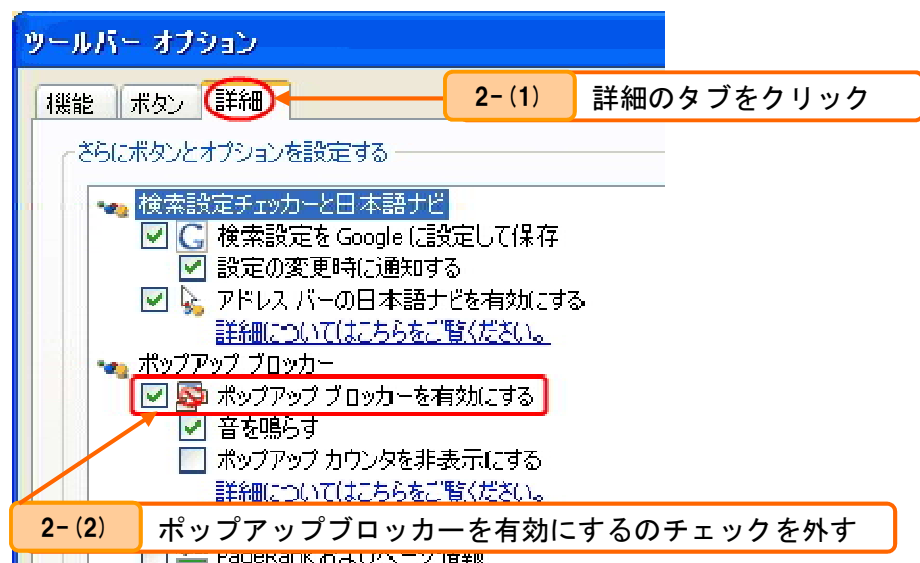 ツールバー オプション
機能 ボタン 詳細
2-(1) 詳細のタブをクリック
さらにボタンとオプションを設定する
検索設定チェッカーと日本語ナビ
検索設定を Google に設定して保存
設定の変更時に通知する
アドレス バーの日本語ナビを有効にする
詳細についてはこちらをご覧ください。
ポップアップ ブロッカー
ポップアップ ブロッカーを有効にする
音を鳴らす
ポップアップ カウンタを非表示にする
詳細についてはこちらをご覧ください。
2-(2) ポップアップブロッカーを有効にするのチェックを外す
PageRank およびページ情報